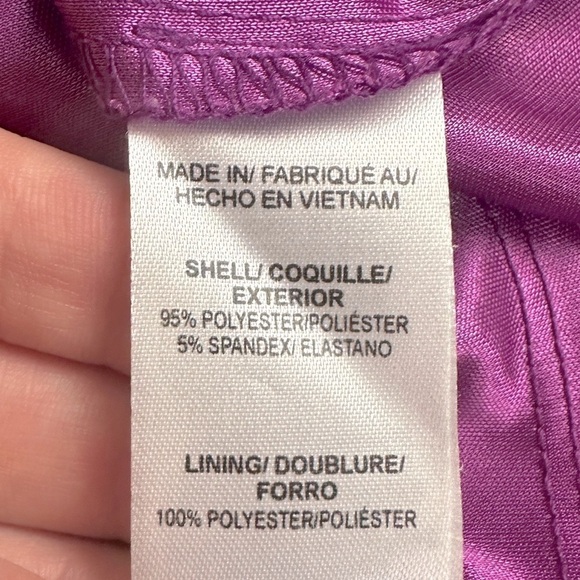 MADE IN/ FABRIQUÉ AU/
HECHO EN VIETNAM
SHELL/ COQUILLE/
EXTERIOR
95% POLYESTER/POLIÉSTER
5% SPANDEX/ ELASTANO
LINING/ DOUBLURE/
FORRO
100% POLYESTER/POLIÉSTER